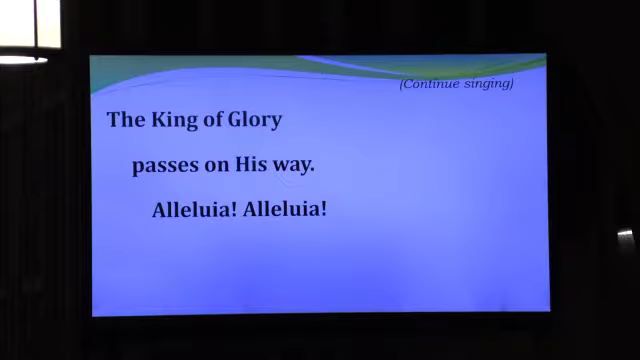 (Continue singing)
The King of Glory
passes on His way.
Alleluia! Alleluia!